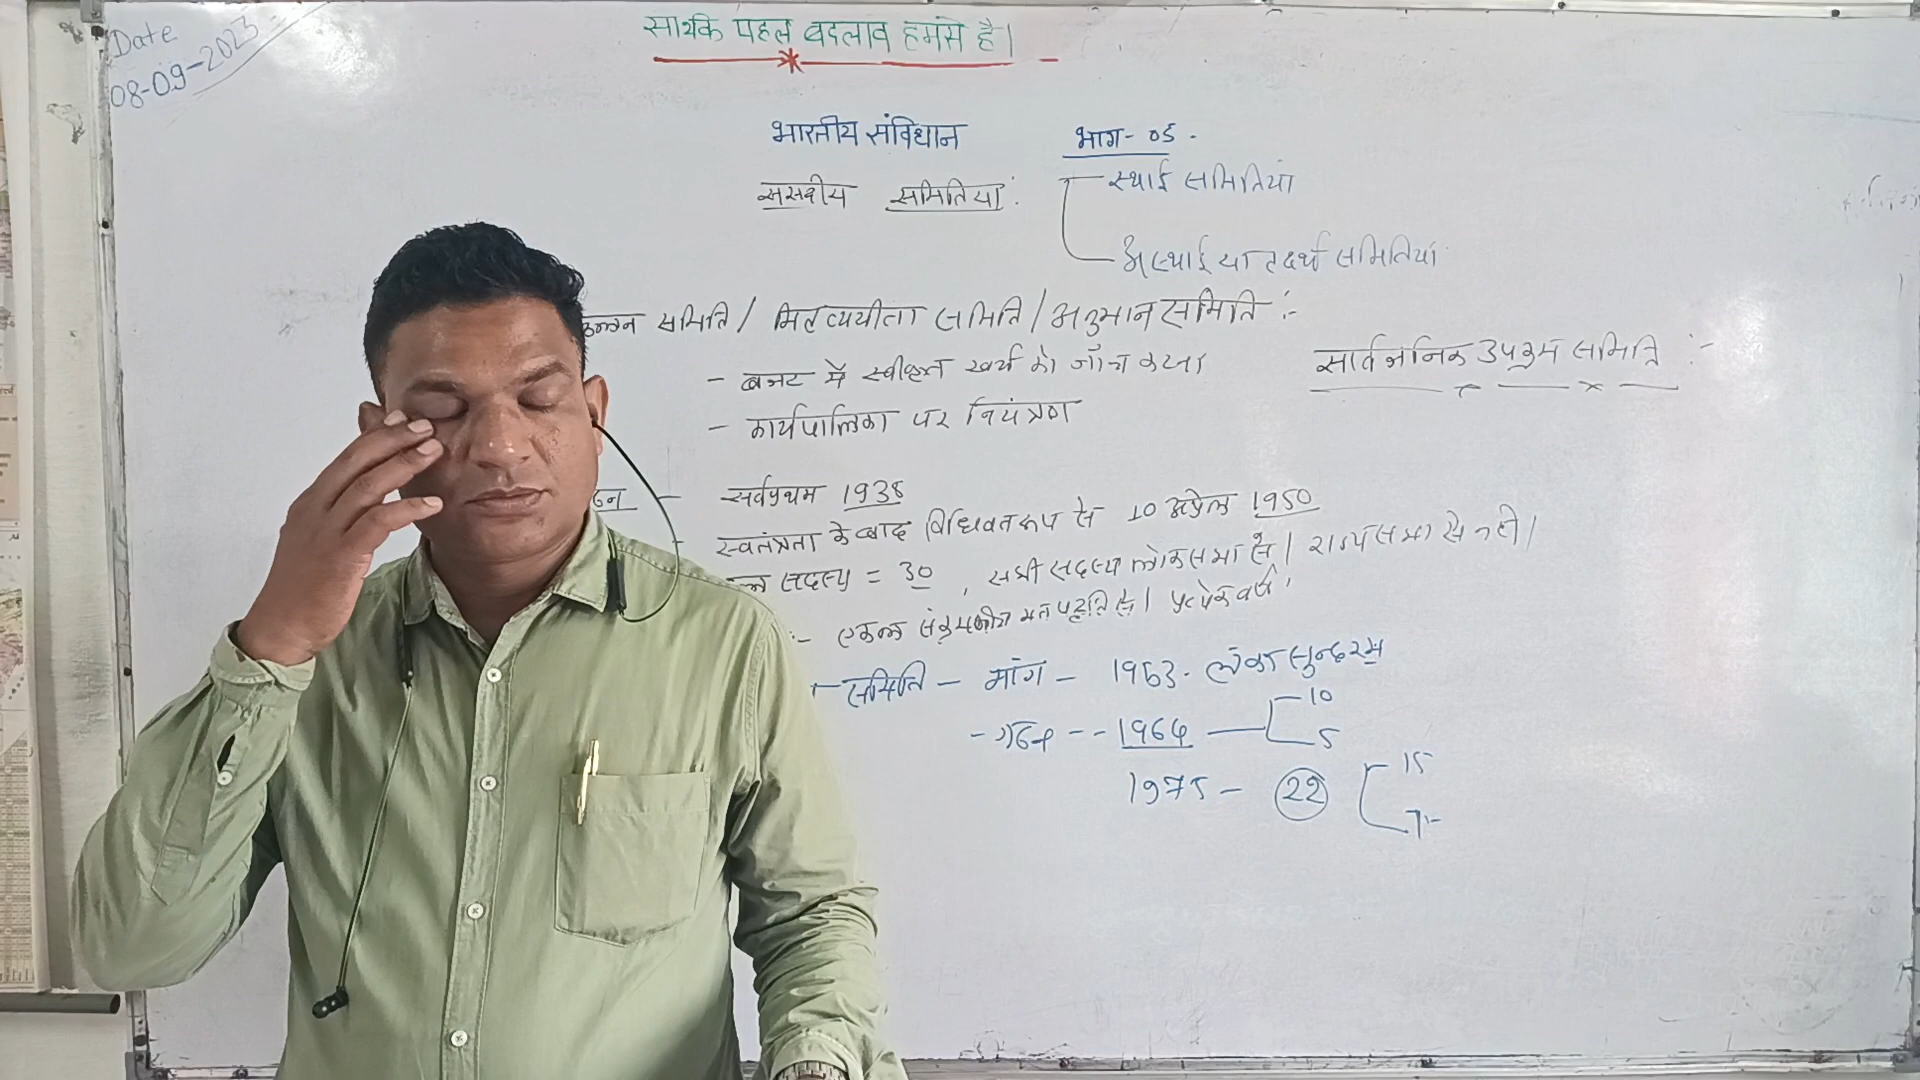 Date
08-09-2023
सार्थक पहल बदलाव हमसे है।
भारतीय संविधान भाग- 05
संसदीय समितियां : स्थाई समितियां
अस्थाई या तदर्थ समितियां
समिति / मितव्ययीता समिति / अनुमान समिति :-
- बजट में स्वीकृत खर्च की जाँच करना
- कार्यपालिका पर नियंत्रण
सार्वजनिक उपक्रम समिति :-
सर्वप्रथम 1938
स्वतंत्रता के बाद विधिवत रूप से 10 अप्रैल 1950
सदस्य = 30 , सभी सदस्य लोकसभा से। राज्यसभा से नही।
:- एकल संक्रमणीय मत पद्वति से। प्रत्येक वर्ष
समिति - मांग - 1963. लंका सुन्दरम
- गठन - - 1964 10
5
1975 - 22 15
7:-